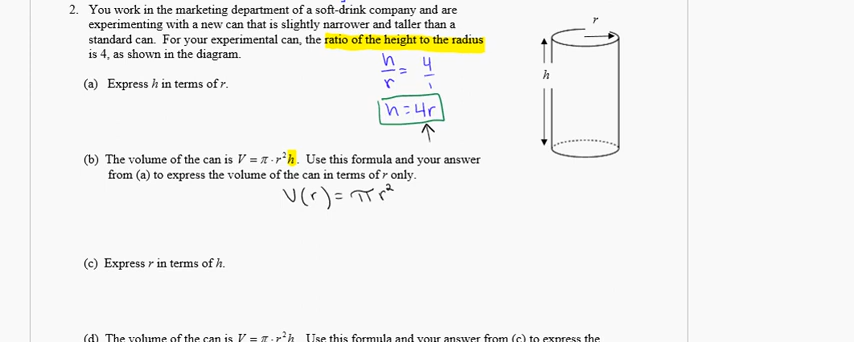 2. You work in the marketing department of a soft-drink company and are
experimenting with a new can that is slightly narrower and taller than a
standard can. For your experimental can, the ratio of the height to the radius
is 4, as shown in the diagram.
h/r = 4/1
(a) Express h in terms of r.
h = 4r
r
h
(b) The volume of the can is V = π · r²h. Use this formula and your answer
from (a) to express the volume of the can in terms of r only.
V(r) = πr²
(c) Express r in terms of h.
(d) The volume of the can is V = π · r²h. Use this formula and your answer from (c) to express the